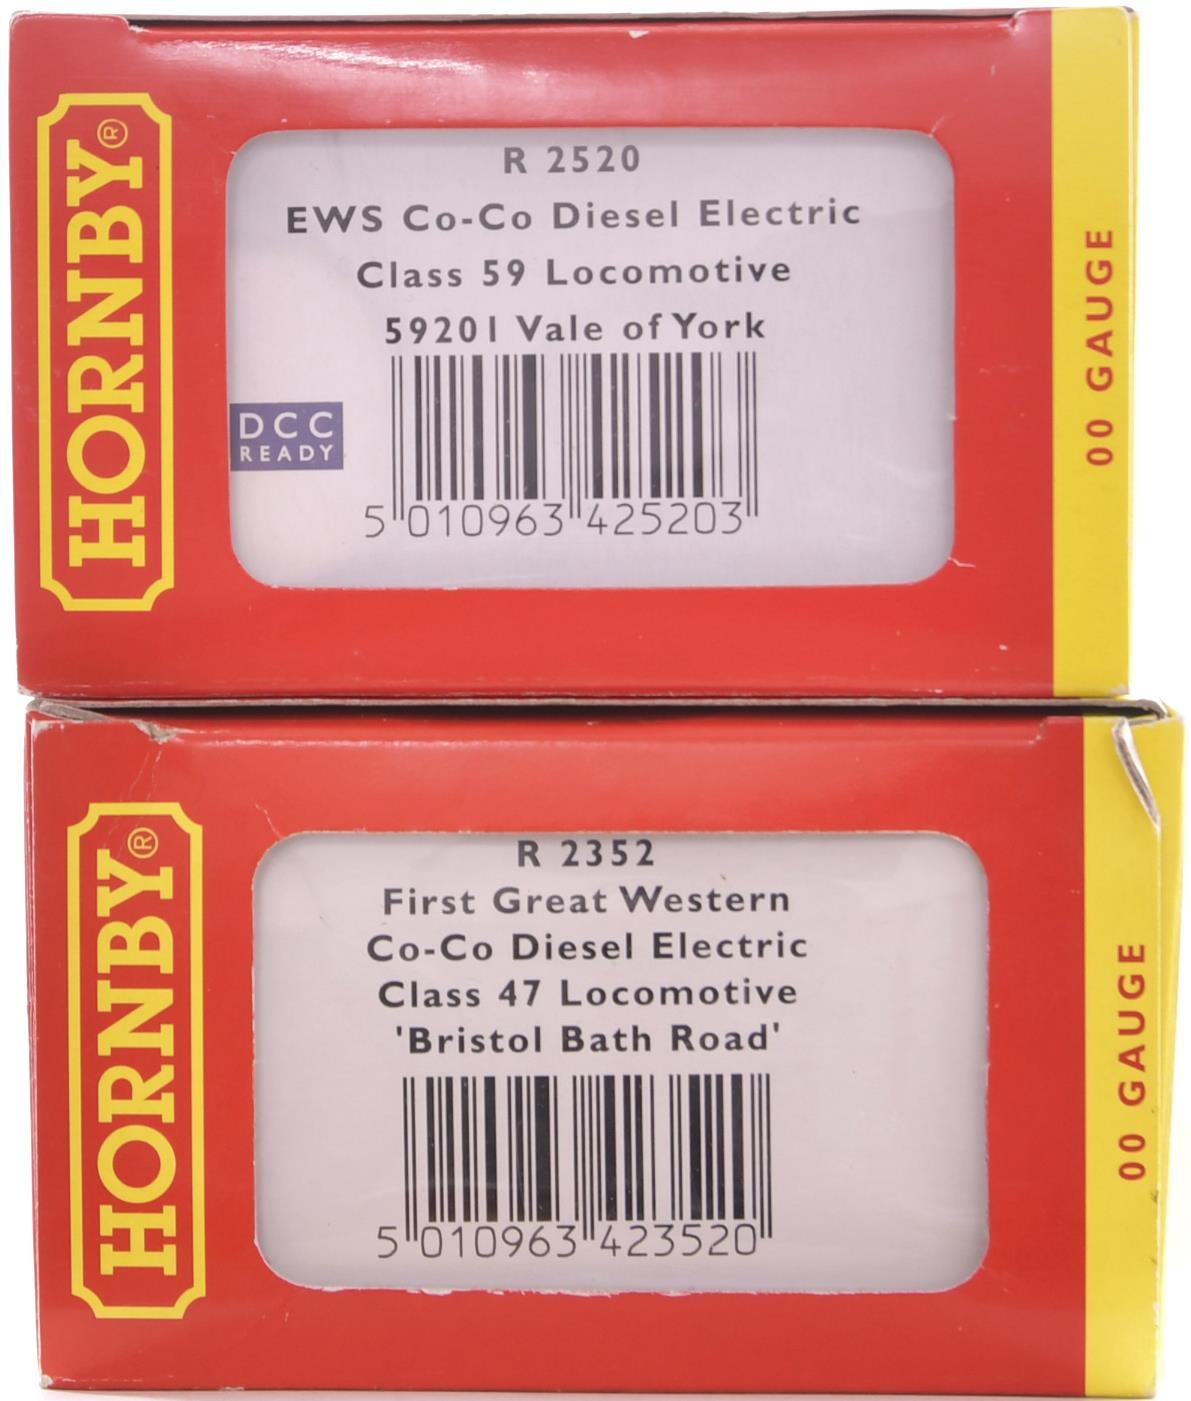 HORNBY®
R 2520
EWS Co-Co Diesel Electric
Class 59 Locomotive
59201 Vale of York
DCC
READY
5 010963 425203
00 GAUGE
HORNBY®
R 2352
First Great Western
Co-Co Diesel Electric
Class 47 Locomotive
'Bristol Bath Road'
5 010963 423520
00 GAUGE